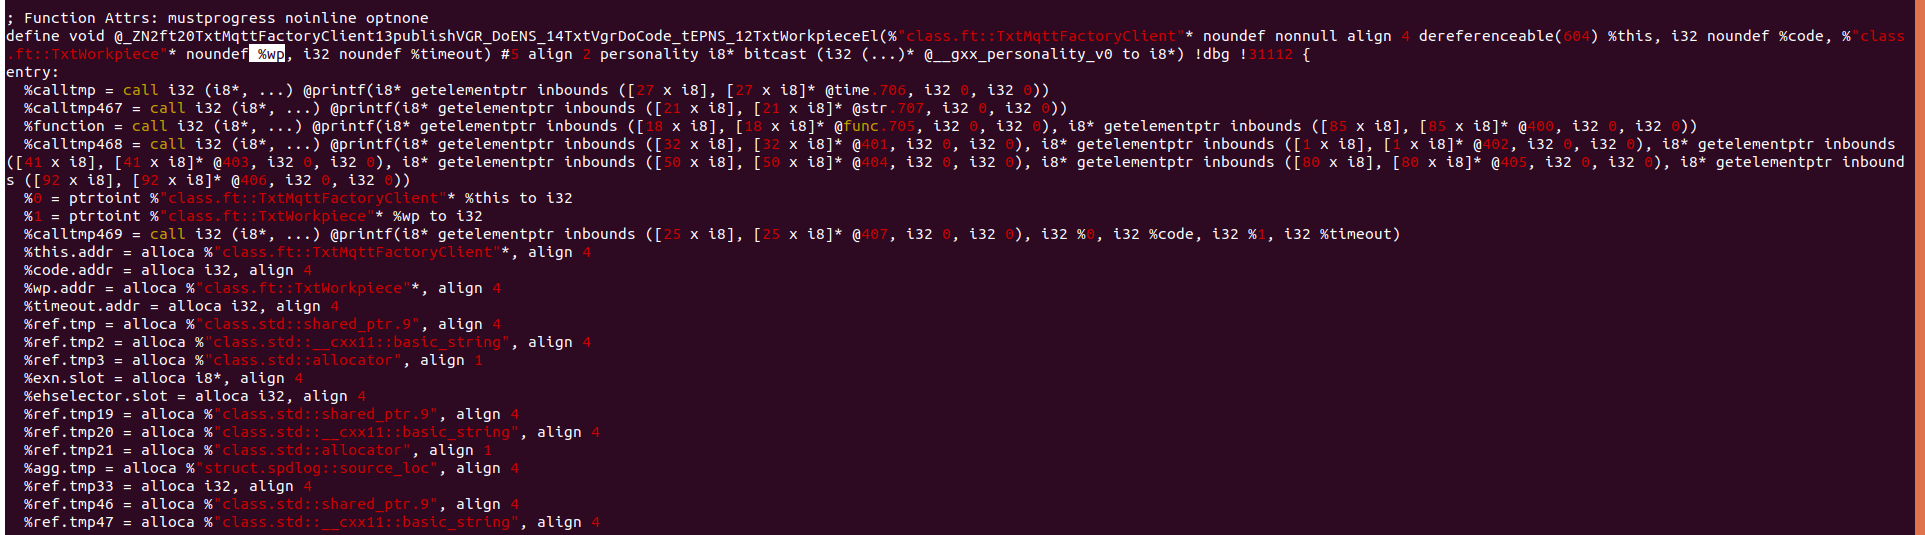 ; Function Attrs: mustprogress noinline optnone
define void @_ZN2ft20TxtMqttFactoryClient13publishVGR_DoENS_14TxtVgrDoCode_tEPNS_12TxtWorkpieceEl(%"class.ft::TxtMqttFactoryClient"* noundef nonnull align 4 dereferenceable(604) %this, i32 noundef %code, %"class
.ft::TxtWorkpiece"* noundef %wp, i32 noundef %timeout) #5 align 2 personality i8* bitcast (i32 (...)* @__gxx_personality_v0 to i8*) !dbg !31112 {
entry:
  %calltmp = call i32 (i8*, ...) @printf(i8* getelementptr inbounds ([27 x i8], [27 x i8]* @time.706, i32 0, i32 0))
  %calltmp467 = call i32 (i8*, ...) @printf(i8* getelementptr inbounds ([21 x i8], [21 x i8]* @str.707, i32 0, i32 0))
  %function = call i32 (i8*, ...) @printf(i8* getelementptr inbounds ([18 x i8], [18 x i8]* @func.705, i32 0, i32 0), i8* getelementptr inbounds ([85 x i8], [85 x i8]* @400, i32 0, i32 0))
  %calltmp468 = call i32 (i8*, ...) @printf(i8* getelementptr inbounds ([32 x i8], [32 x i8]* @401, i32 0, i32 0), i8* getelementptr inbounds ([1 x i8], [1 x i8]* @402, i32 0, i32 0), i8* getelementptr inbounds
([41 x i8], [41 x i8]* @403, i32 0, i32 0), i8* getelementptr inbounds ([50 x i8], [50 x i8]* @404, i32 0, i32 0), i8* getelementptr inbounds ([80 x i8], [80 x i8]* @405, i32 0, i32 0), i8* getelementptr inbound
s ([92 x i8], [92 x i8]* @406, i32 0, i32 0))
  %0 = ptrtoint %"class.ft::TxtMqttFactoryClient"* %this to i32
  %1 = ptrtoint %"class.ft::TxtWorkpiece"* %wp to i32
  %calltmp469 = call i32 (i8*, ...) @printf(i8* getelementptr inbounds ([25 x i8], [25 x i8]* @407, i32 0, i32 0), i32 %0, i32 %code, i32 %1, i32 %timeout)
  %this.addr = alloca %"class.ft::TxtMqttFactoryClient"*, align 4
  %code.addr = alloca i32, align 4
  %wp.addr = alloca %"class.ft::TxtWorkpiece"*, align 4
  %timeout.addr = alloca i32, align 4
  %ref.tmp = alloca %"class.std::shared_ptr.9", align 4
  %ref.tmp2 = alloca %"class.std::__cxx11::basic_string", align 4
  %ref.tmp3 = alloca %"class.std::allocator", align 1
  %exn.slot = alloca i8*, align 4
  %ehselector.slot = alloca i32, align 4
  %ref.tmp19 = alloca %"class.std::shared_ptr.9", align 4
  %ref.tmp20 = alloca %"class.std::__cxx11::basic_string", align 4
  %ref.tmp21 = alloca %"class.std::allocator", align 1
  %agg.tmp = alloca %"struct.spdlog::source_loc", align 4
  %ref.tmp33 = alloca i32, align 4
  %ref.tmp46 = alloca %"class.std::shared_ptr.9", align 4
  %ref.tmp47 = alloca %"class.std::__cxx11::basic_string", align 4